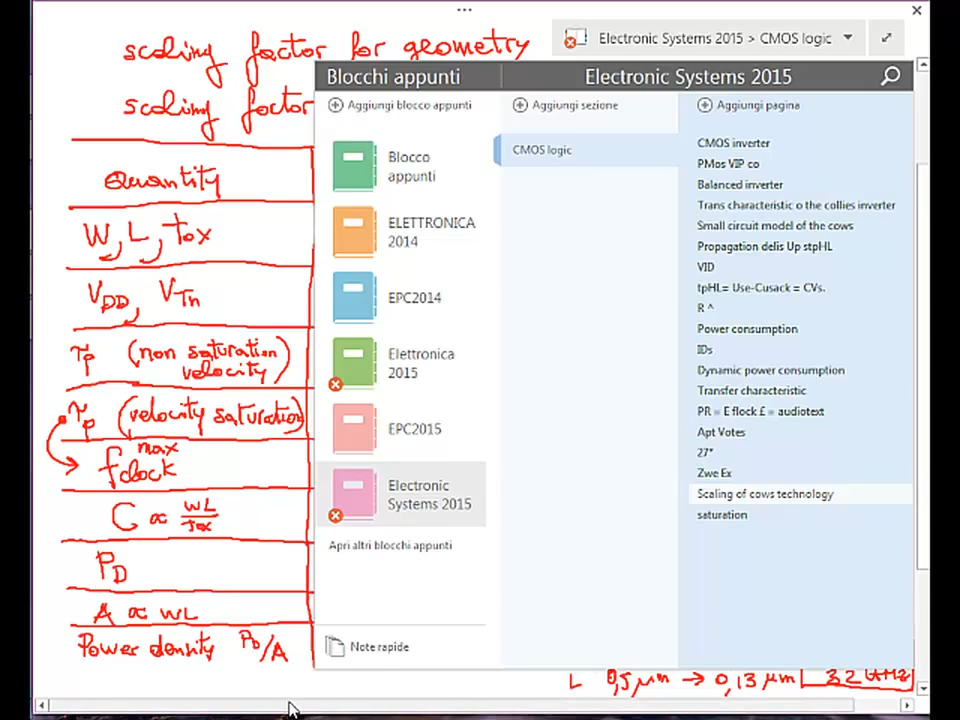 scaling factor for geometry
Electronic Systems 2015 > CMOS logic
scaling factor
Blocchi appunti
Electronic Systems 2015
Aggiungi blocco appunti
Aggiungi sezione
Aggiungi pagina
Quantity
W, L, tox
VDD, VTn
τp (non saturation velocity)
τp (velocity saturation)
f max clock
C ∝ WL/tox
PD
A ∝ WL
Power density PD/A
Blocco appunti
ELETTRONICA 2014
EPC2014
Elettronica 2015
EPC2015
Electronic Systems 2015
Apri altri blocchi appunti
Note rapide
CMOS logic
CMOS inverter
PMos VIP co
Balanced inverter
Trans characteristic o the collies inverter
Small circuit model of the cows
Propagation delis Up stpHL
VID
tpHL= Use-Cusack = CVs.
R ^
Power consumption
IDs
Dynamic power consumption
Transfer characteristic
PR = E flock £ = audiotext
Apt Votes
27*
Zwe Ex
Scaling of cows technology
saturation
L 0,5 μm → 0,13 μm